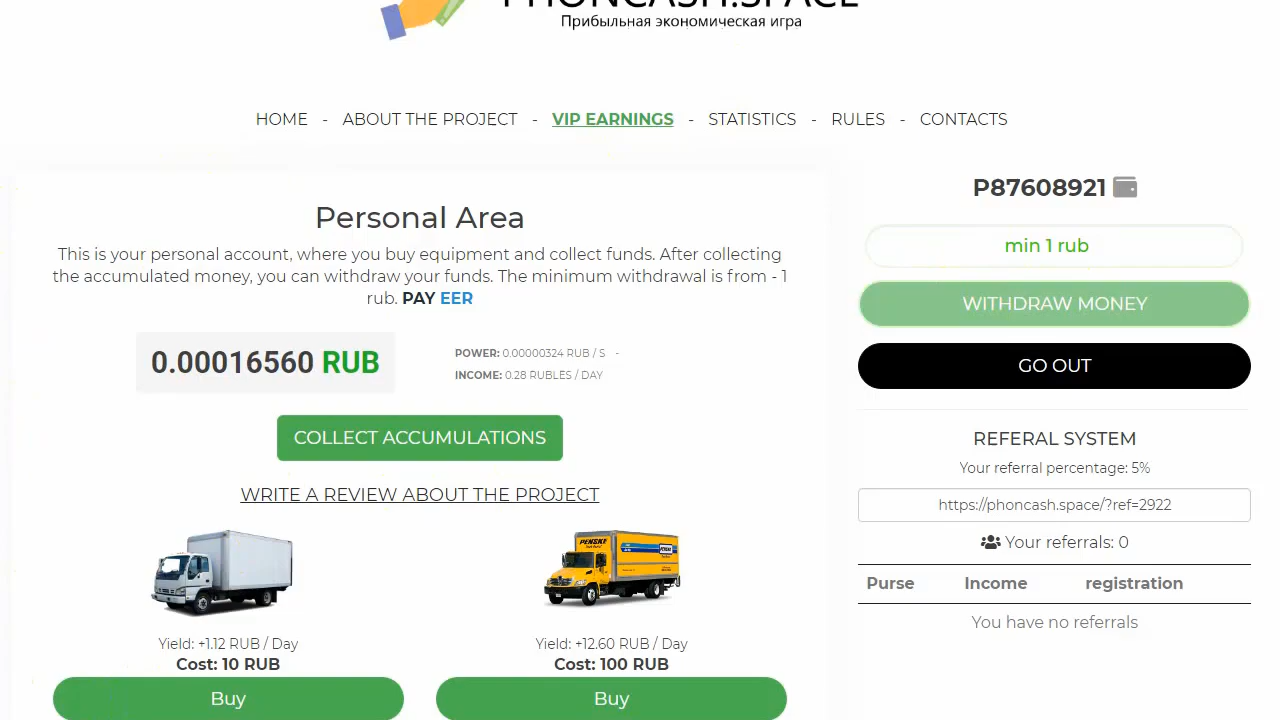 PHONCASH.SPACE
Прибыльная экономическая игра
HOME - ABOUT THE PROJECT - VIP EARNINGS - STATISTICS - RULES - CONTACTS
Personal Area
This is your personal account, where you buy equipment and collect funds. After collecting
the accumulated money, you can withdraw your funds. The minimum withdrawal is from - 1
rub. PAY EER
0.00016560 RUB
POWER: 0.00000324 RUB / S -
INCOME: 0.28 RUBLES / DAY
COLLECT ACCUMULATIONS
WRITE A REVIEW ABOUT THE PROJECT
PENSKE
Yield: +1.12 RUB / Day
Cost: 10 RUB
Buy
Yield: +12.60 RUB / Day
Cost: 100 RUB
Buy
P87608921
min 1 rub
WITHDRAW MONEY
GO OUT
REFERAL SYSTEM
Your referral percentage: 5%
https://phoncash.space/?ref=2922
Your referrals: 0
Purse Income registration
You have no referrals